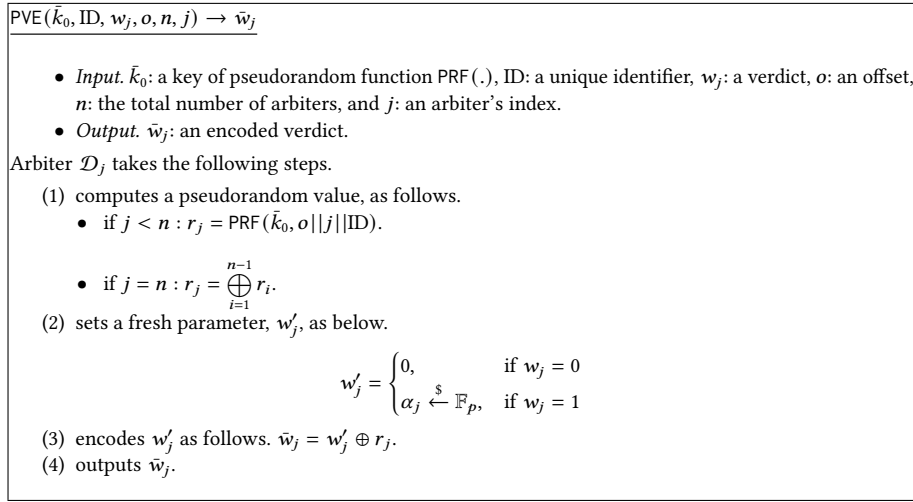 PVE(k̄₀, ID, wⱼ, o, n, j) → w̄ⱼ
• Input. k̄₀: a key of pseudorandom function PRF(.), ID: a unique identifier, wⱼ: a verdict, o: an offset,
n: the total number of arbiters, and j: an arbiter's index.
• Output. w̄ⱼ: an encoded verdict.
Arbiter 𝒟ⱼ takes the following steps.
(1) computes a pseudorandom value, as follows.
• if j < n : rⱼ = PRF(k̄₀, o||j||ID).
• if j = n : rⱼ = ⨁_{i=1}^{n−1} rᵢ.
(2) sets a fresh parameter, w′ⱼ, as below.
w′ⱼ = { 0, if wⱼ = 0
αⱼ ←$ 𝔽ₚ, if wⱼ = 1
(3) encodes w′ⱼ as follows. w̄ⱼ = w′ⱼ ⊕ rⱼ.
(4) outputs w̄ⱼ.